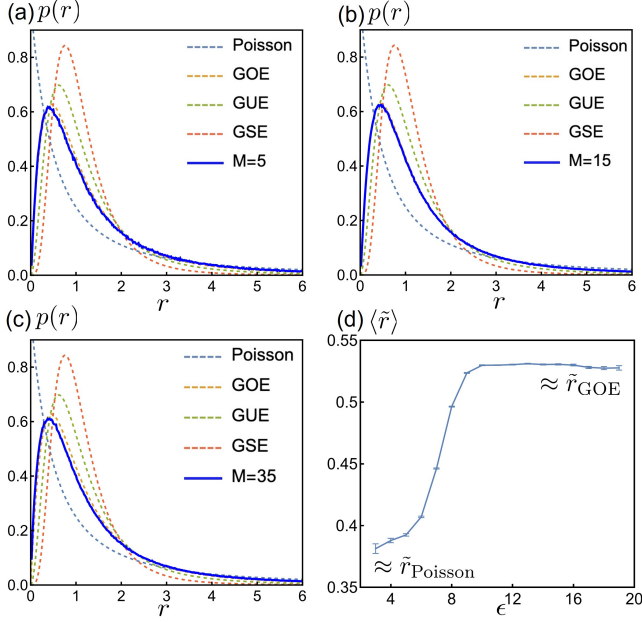 (a) p(r)
0.8
0.6
0.4
0.2
0.0
0 1 2 3 4 5 6
r
Poisson
GOE
GUE
GSE
M=5
(b) p(r)
0.8
0.6
0.4
0.2
0.0
0 1 2 3 4 5 6
r
Poisson
GOE
GUE
GSE
M=15
(c) p(r)
0.8
0.6
0.4
0.2
0.0
0 1 2 3 4 5 6
r
Poisson
GOE
GUE
GSE
M=35
(d) ⟨r̃⟩
0.55
0.5
0.45
0.4
0.35
4 8 12 16 20
ϵ
≈ r̃GOE
≈ r̃Poisson